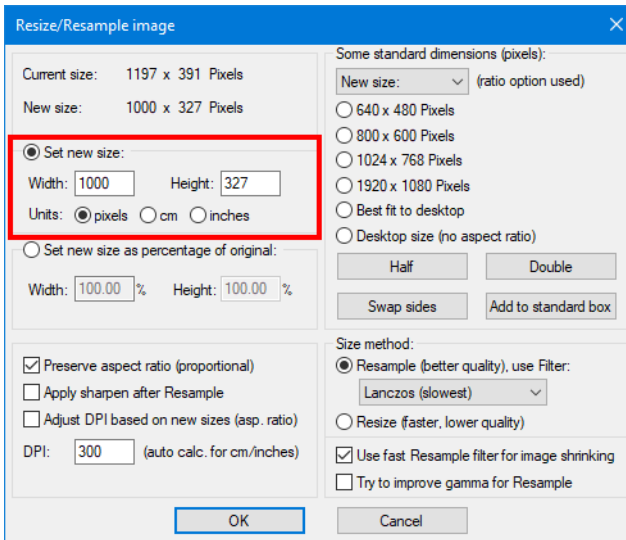 Resize/Resample image
Current size: 1197 x 391 Pixels
New size: 1000 x 327 Pixels
Set new size:
Width: 1000 Height: 327
Units: pixels cm inches
Set new size as percentage of original:
Width: 100.00 % Height: 100.00 %
Preserve aspect ratio (proportional)
Apply sharpen after Resample
Adjust DPI based on new sizes (asp. ratio)
DPI: 300 (auto calc. for cm/inches)
Some standard dimensions (pixels):
New size: (ratio option used)
640 x 480 Pixels
800 x 600 Pixels
1024 x 768 Pixels
1920 x 1080 Pixels
Best fit to desktop
Desktop size (no aspect ratio)
Half Double
Swap sides Add to standard box
Size method:
Resample (better quality), use Filter:
Lanczos (slowest)
Resize (faster, lower quality)
Use fast Resample filter for image shrinking
Try to improve gamma for Resample
OK Cancel